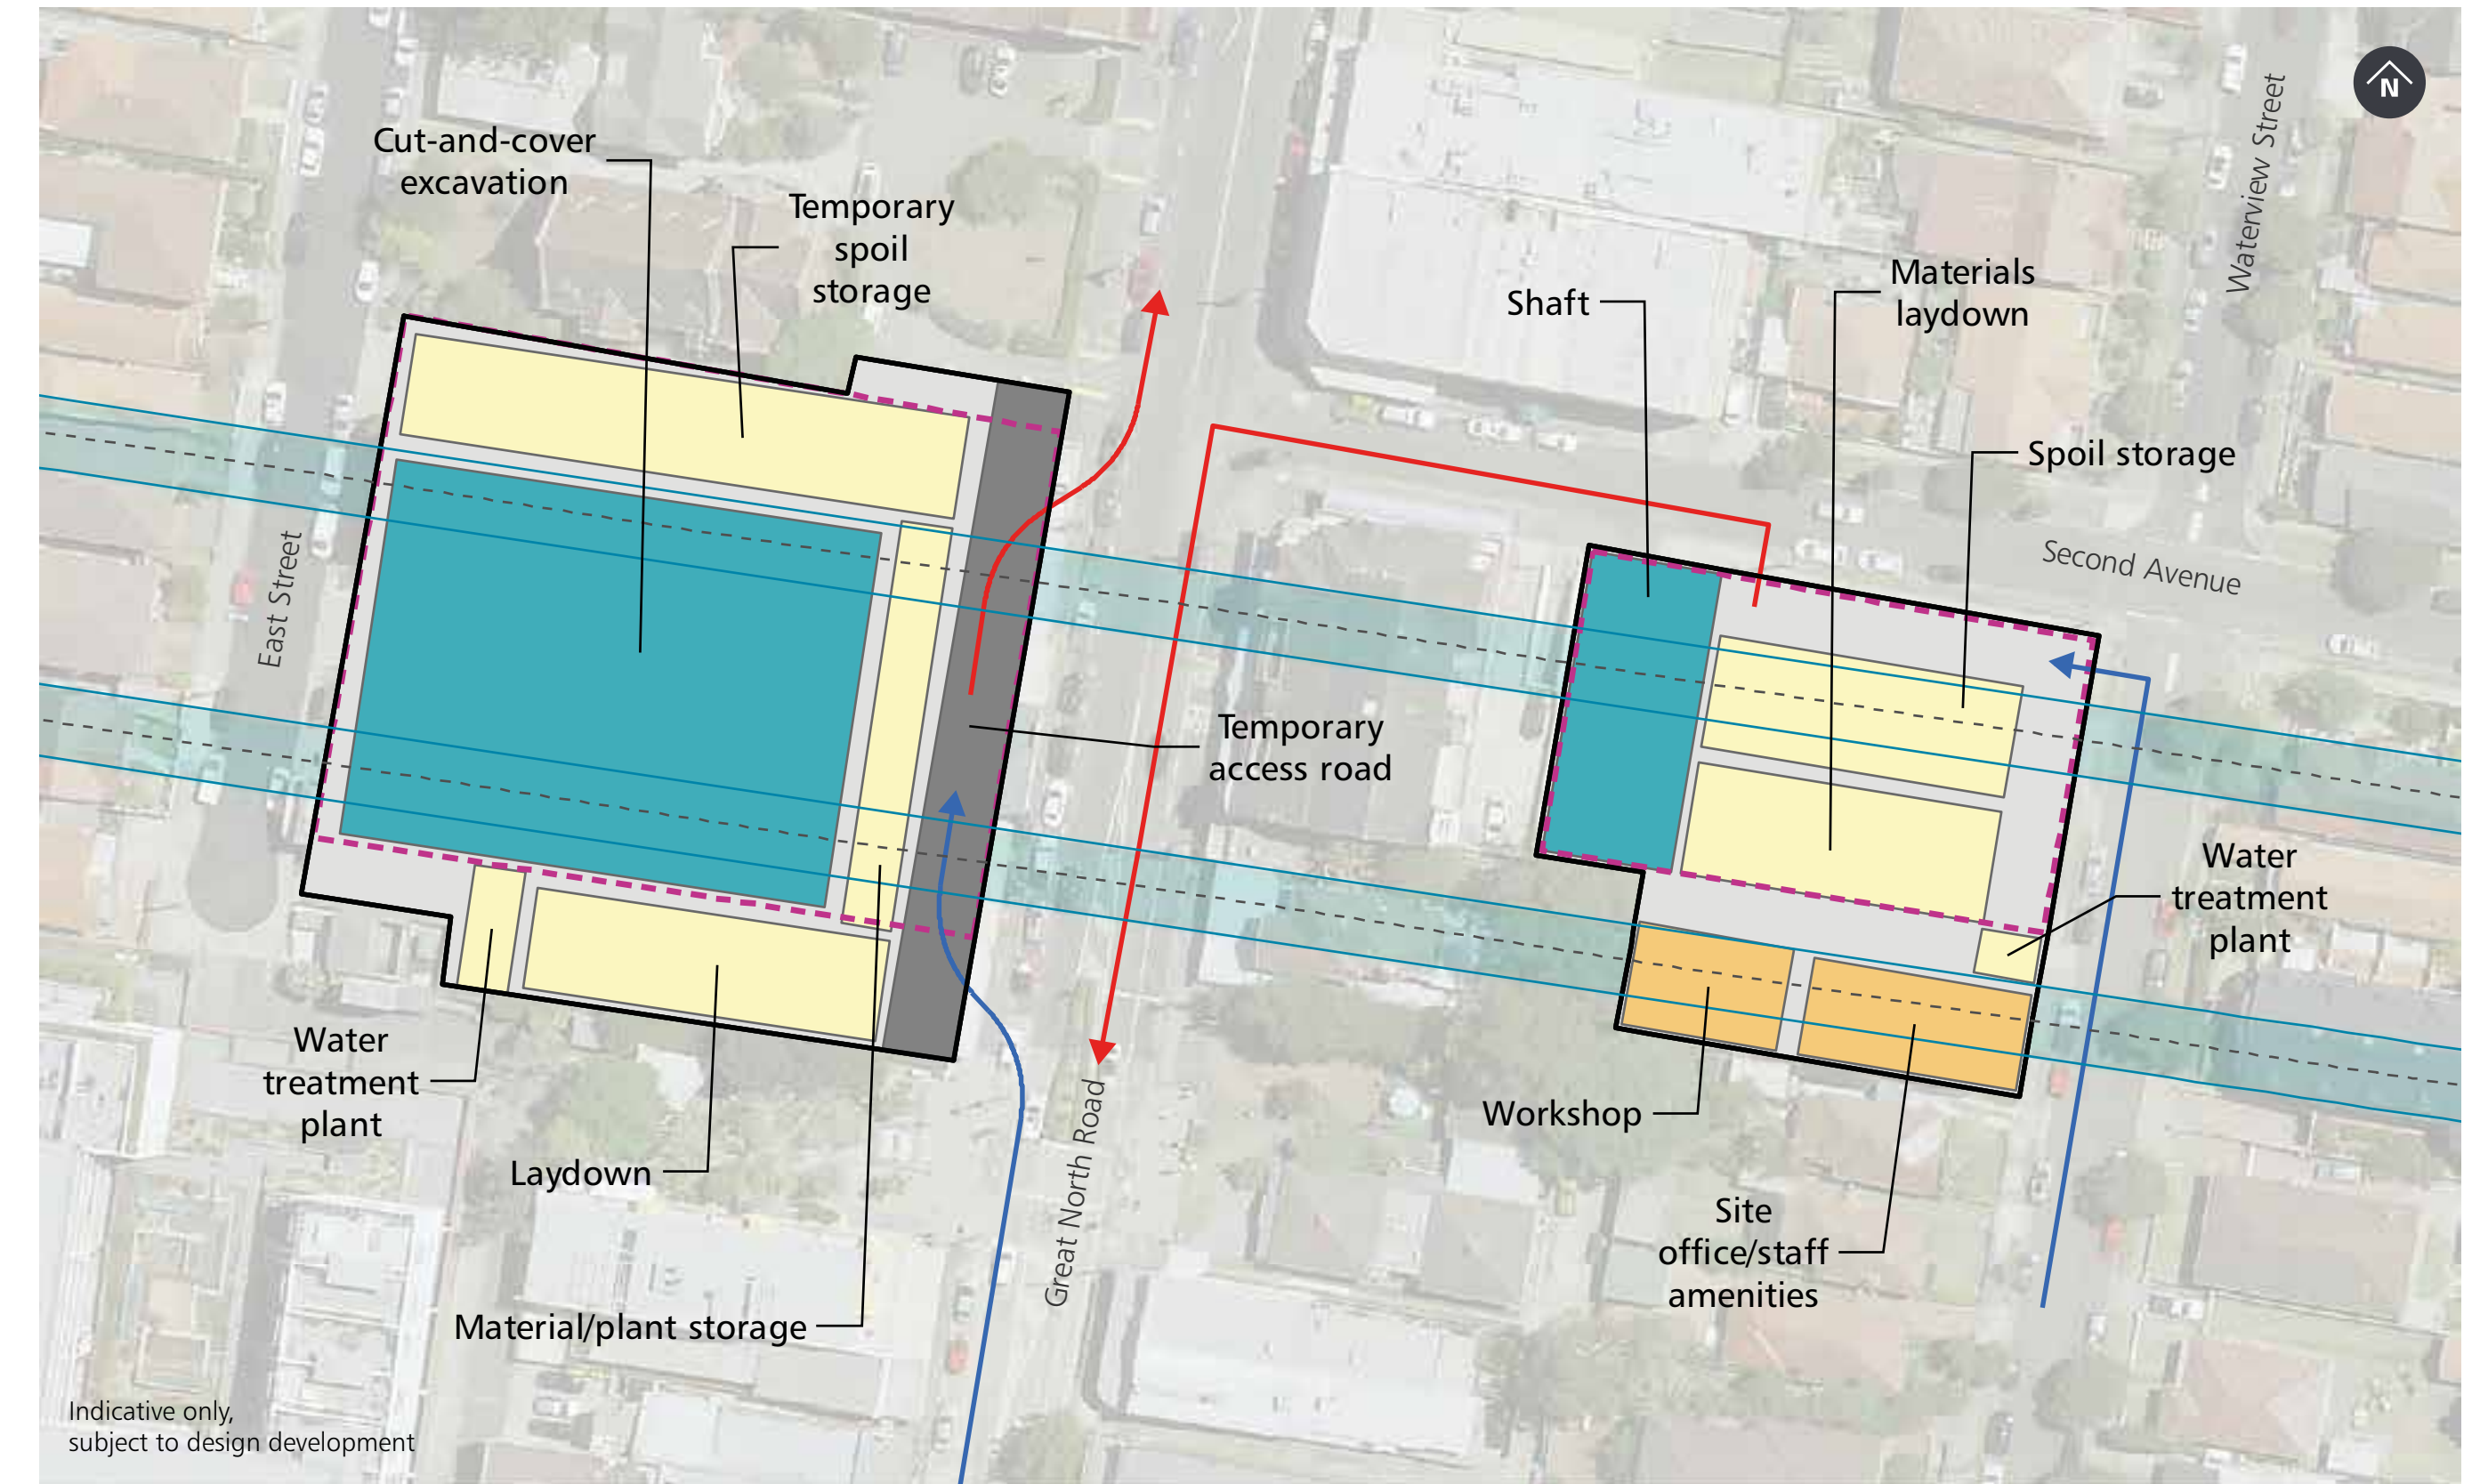 N
Waterview Street
Cut-and-cover
excavation
Temporary
spoil
storage
Shaft
Materials
laydown
Spoil storage
Second Avenue
East Street
Temporary
access road
Water
treatment
plant
Water
treatment
plant
Laydown
Material/plant storage
Great North Road
Workshop
Site
office/staff
amenities
Indicative only,
subject to design development